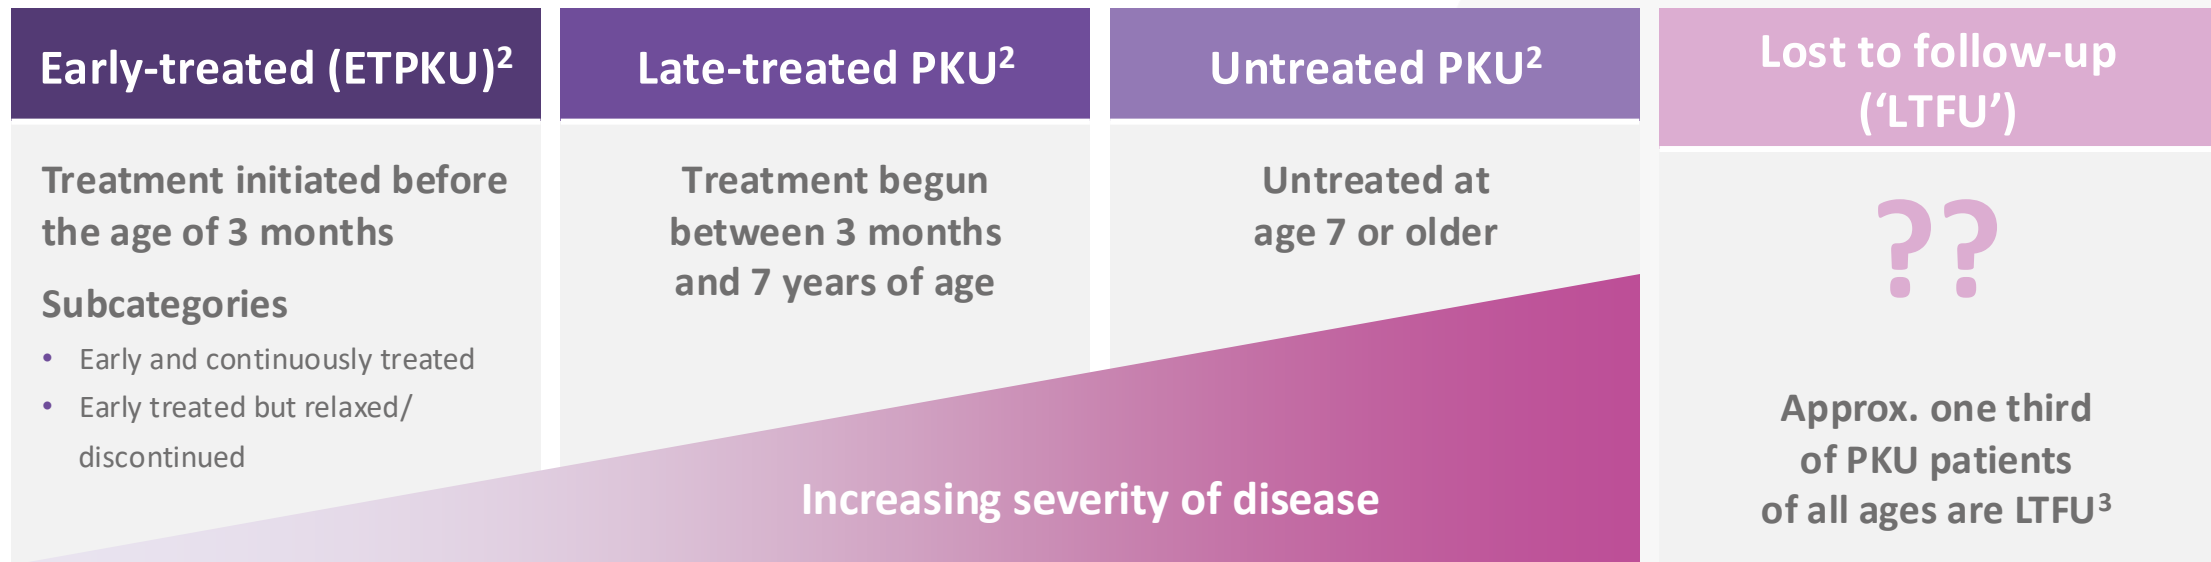 Early-treated (ETPKU)²
Treatment initiated before
the age of 3 months
Subcategories
• Early and continuously treated
• Early treated but relaxed/
discontinued
Late-treated PKU²
Treatment begun
between 3 months
and 7 years of age
Untreated PKU²
Untreated at
age 7 or older
Increasing severity of disease
Lost to follow-up
(‘LTFU’)
??
Approx. one third
of PKU patients
of all ages are LTFU³